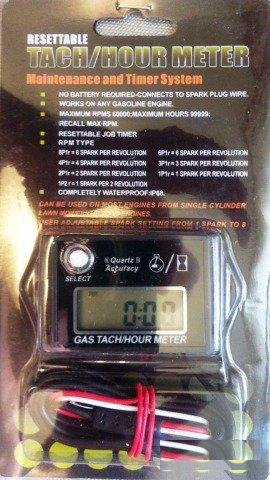 RESETTABLE
TACH/HOUR METER
Maintenance and Timer System
NO BATTERY REQUIRED-CONNECTS TO SPARK PLUG WIRE.
WORKS ON ANY GASOLINE ENGINE.
MAXIMUM RPMS 60000;MAXIMUM HOURS 99999;
RECALL MAX RPM.
RESETTABLE JOB TIMER
RPM TYPE
8P1r = 8 SPARK PER REVOLUTION 6P1r = 6 SPARK PER REVOLUTION
4P1r = 4 SPARK PER REVOLUTION 3P1r = 3 SPARK PER REVOLUTION
2P1r = 2 SPARK PER REVOLUTION 1P1r = 1 SPARK PER REVOLUTION
1P2 r = 1 SPARK PER 2 REVOLUTION
COMPLETELY WATERPROOF:IP68.
CAN BE USED ON MOST ENGINES FROM SINGLE CYLINDER
LAWN ENGINES.
USER ADJUSTABLE SPARK SETTING FROM 1 SPARK TO 8
Quartz
Accuracy
SELECT
0:00
GAS TACH/HOUR METER